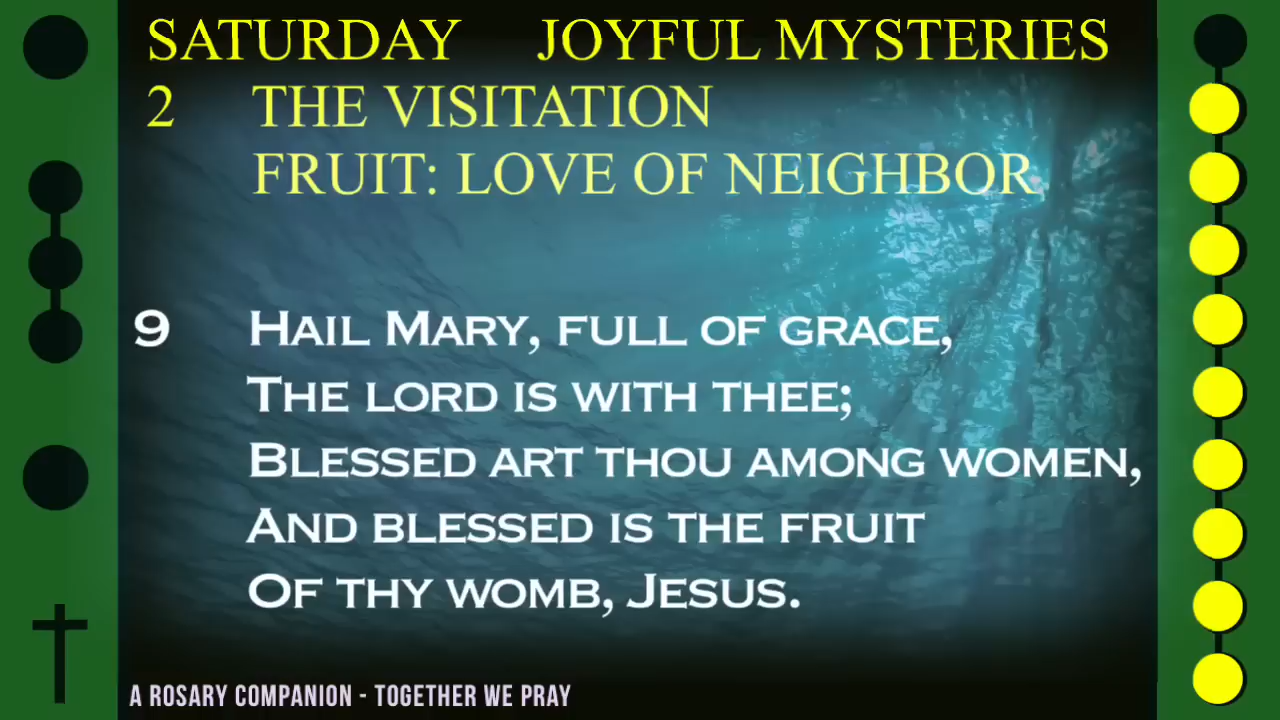 SATURDAY JOYFUL MYSTERIES
2 THE VISITATION
FRUIT: LOVE OF NEIGHBOR
9 HAIL MARY, FULL OF GRACE,
THE LORD IS WITH THEE;
BLESSED ART THOU AMONG WOMEN,
AND BLESSED IS THE FRUIT
OF THY WOMB, JESUS.
A ROSARY COMPANION - TOGETHER WE PRAY